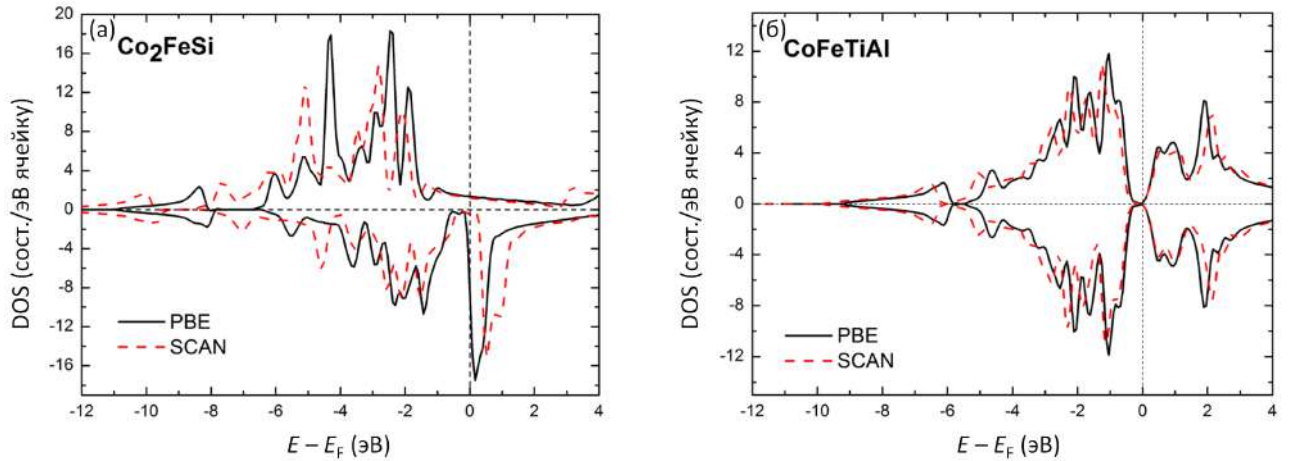 (а)
Co₂FeSi
DOS (сост./эВ ячейку)
20
16
12
8
4
0
-4
-8
-12
-16
PBE
SCAN
-12 -10 -8 -6 -4 -2 0 2 4
E – E_F (эВ)
(б)
CoFeTiAl
DOS (сост./эВ ячейку)
12
8
4
0
-4
-8
-12
PBE
SCAN
-12 -10 -8 -6 -4 -2 0 2 4
E – E_F (эВ)